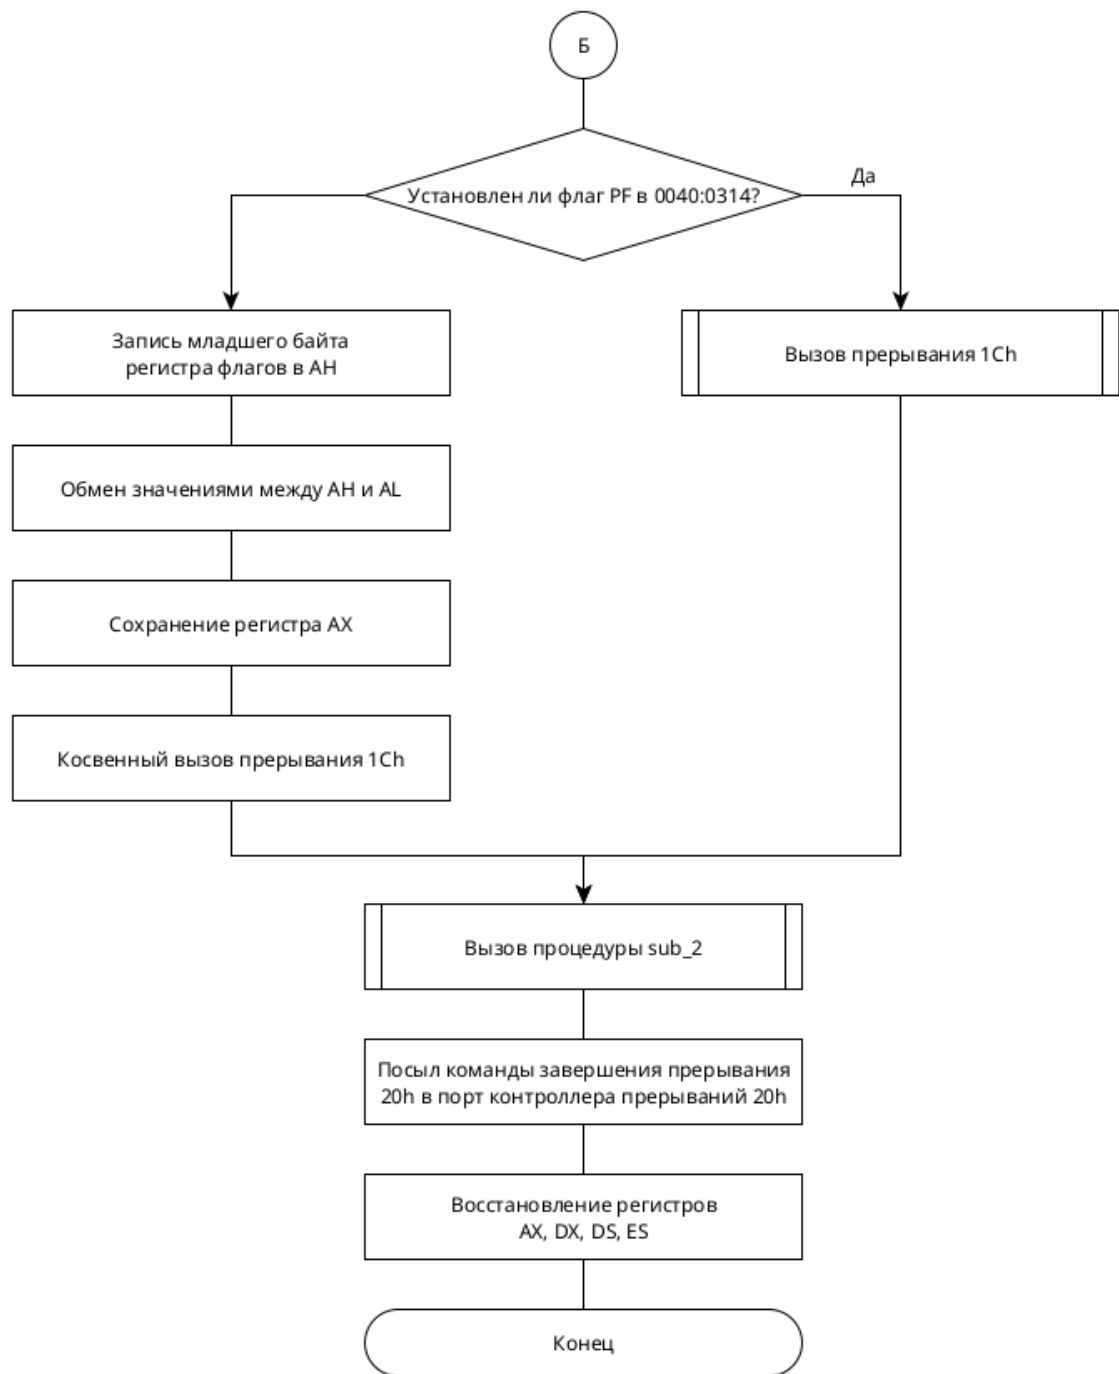 Б
Установлен ли флаг PF в 0040:0314?
Да
Запись младшего байта
регистра флагов в AH
Вызов прерывания 1Ch
Обмен значениями между AH и AL
Сохранение регистра AX
Косвенный вызов прерывания 1Ch
Вызов процедуры sub_2
Посыл команды завершения прерывания
20h в порт контроллера прерываний 20h
Восстановление регистров
AX, DX, DS, ES
Конец